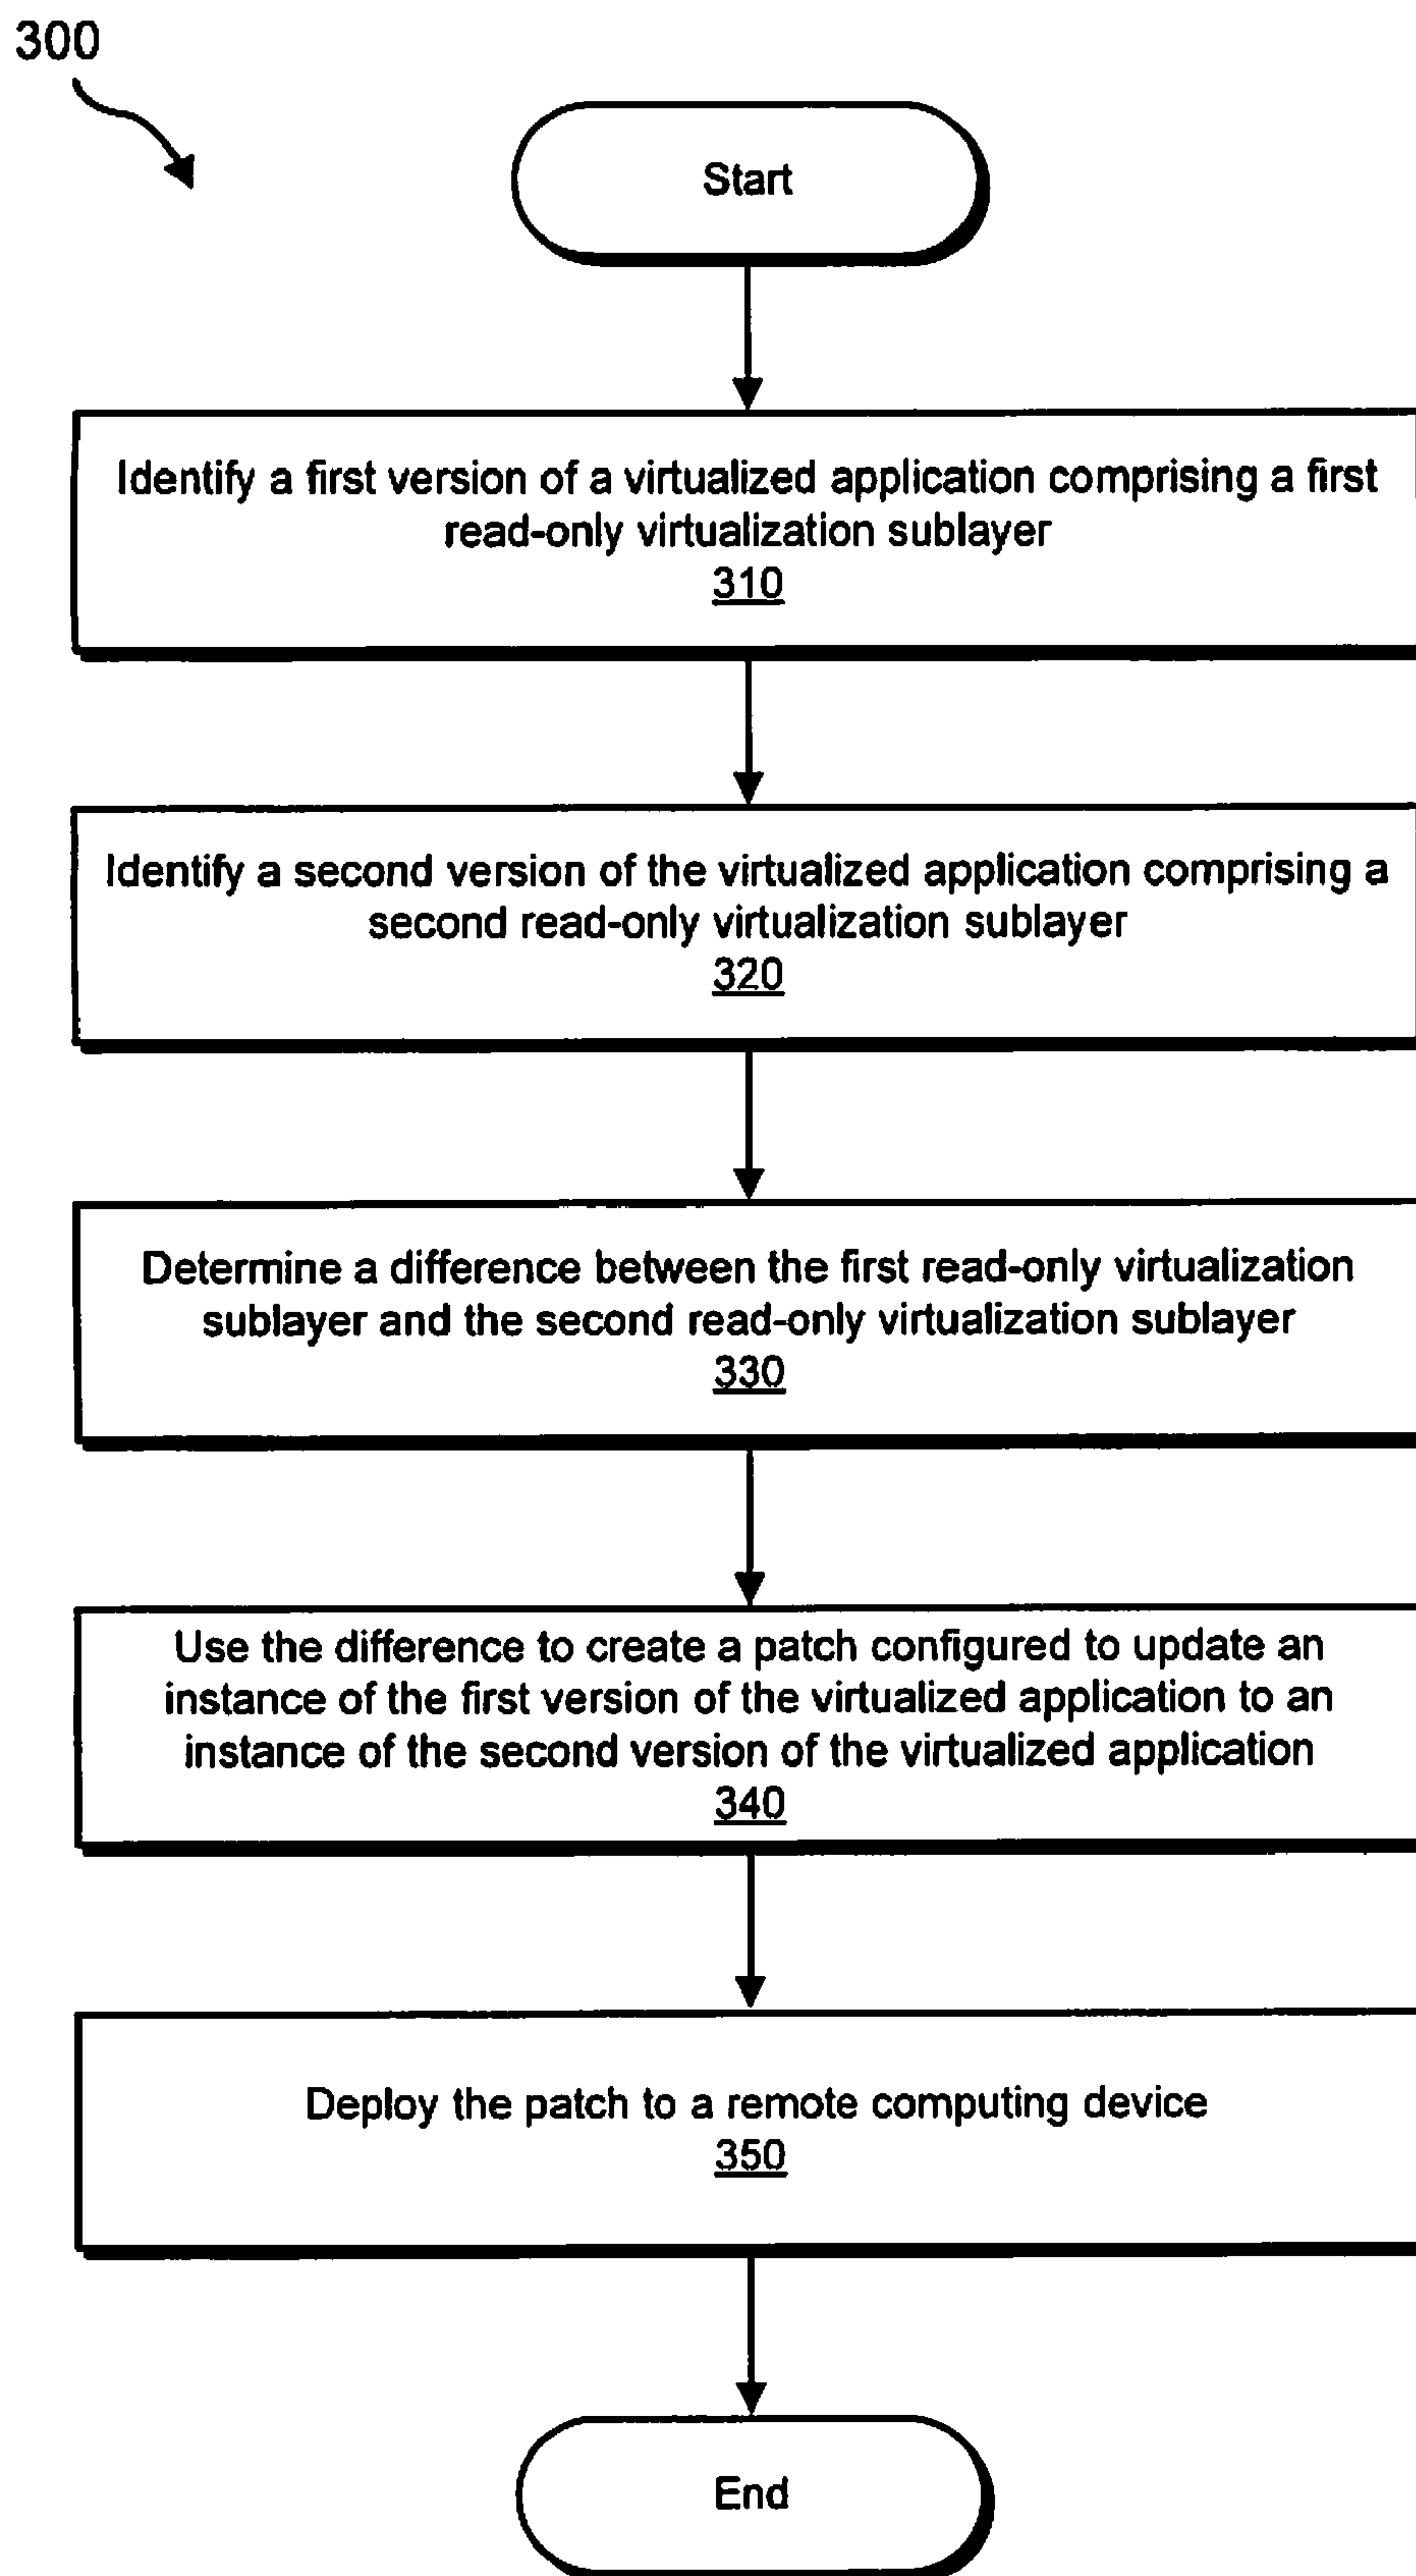 300
Start
Identify a first version of a virtualized application comprising a first
read-only virtualization sublayer
310
Identify a second version of the virtualized application comprising a
second read-only virtualization sublayer
320
Determine a difference between the first read-only virtualization
sublayer and the second read-only virtualization sublayer
330
Use the difference to create a patch configured to update an
instance of the first version of the virtualized application to an
instance of the second version of the virtualized application
340
Deploy the patch to a remote computing device
350
End